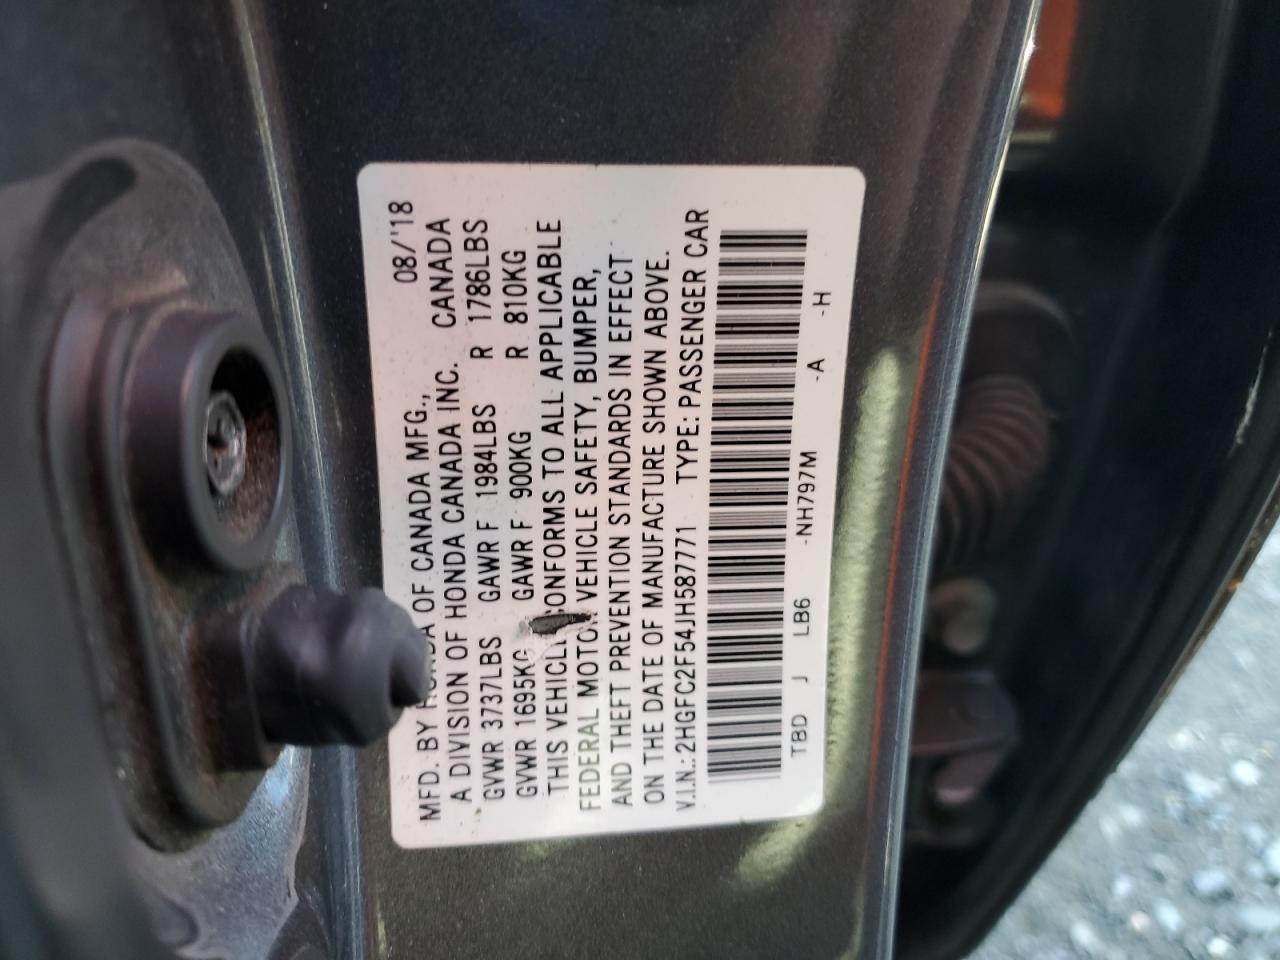 08/'18
MFD. BY HONDA OF CANADA MFG.,
A DIVISION OF HONDA CANADA INC. CANADA
GVWR 3737LBS GAWR F 1984LBS R 1786LBS
GVWR 1695KG GAWR F 900KG R 810KG
THIS VEHICLE CONFORMS TO ALL APPLICABLE
FEDERAL MOTOR VEHICLE SAFETY, BUMPER,
AND THEFT PREVENTION STANDARDS IN EFFECT
ON THE DATE OF MANUFACTURE SHOWN ABOVE.
V.I.N.:2HGFC2F54JH587771 TYPE:PASSENGER CAR
TBD J LB6 -NH797M -A -H